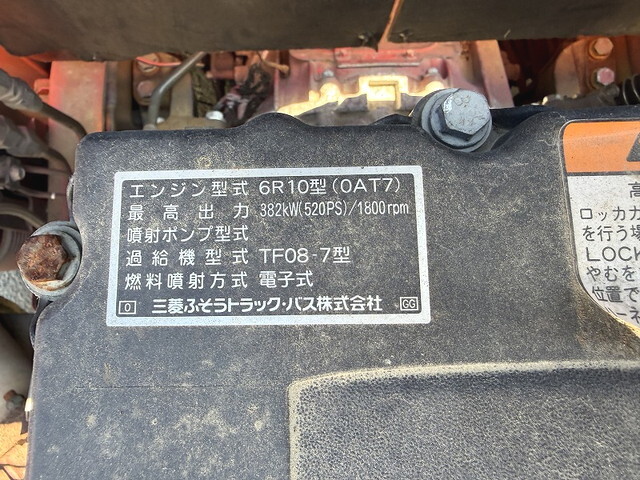 エンジン型式 6R10型(0AT7)
最高出力 382kW(520PS)/1800rpm
噴射ポンプ型式
過給機型式 TF08-7型
燃料噴射方式 電子式
0 三菱ふそうトラック・バス株式会社 GG
高
ロッカカ
を行う場
LOCK
やむを
位置で
ーネ